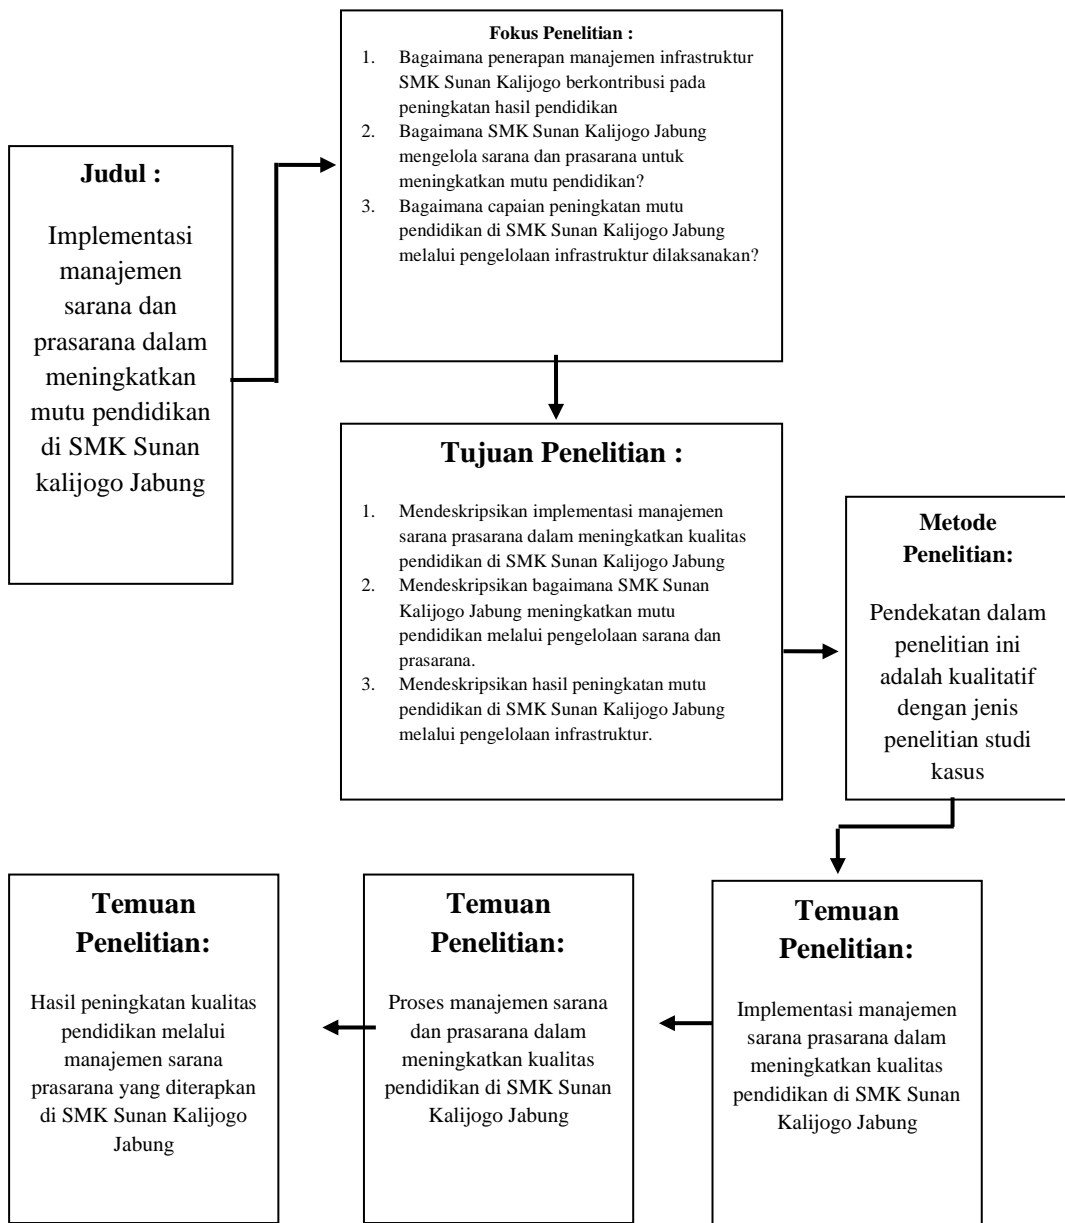 Judul :
Implementasi
manajemen
sarana dan
prasarana dalam
meningkatkan
mutu pendidikan
di SMK Sunan
kalijogo Jabung
Fokus Penelitian :
1. Bagaimana penerapan manajemen infrastruktur
SMK Sunan Kalijogo berkontribusi pada
peningkatan hasil pendidikan
2. Bagaimana SMK Sunan Kalijogo Jabung
mengelola sarana dan prasarana untuk
meningkatkan mutu pendidikan?
3. Bagaimana capaian peningkatan mutu
pendidikan di SMK Sunan Kalijogo Jabung
melalui pengelolaan infrastruktur dilaksanakan?
Tujuan Penelitian :
1. Mendeskripsikan implementasi manajemen
sarana prasarana dalam meningkatkan kualitas
pendidikan di SMK Sunan Kalijogo Jabung
2. Mendeskripsikan bagaimana SMK Sunan
Kalijogo Jabung meningkatkan mutu
pendidikan melalui pengelolaan sarana dan
prasarana.
3. Mendeskripsikan hasil peningkatan mutu
pendidikan di SMK Sunan Kalijogo Jabung
melalui pengelolaan infrastruktur.
Metode
Penelitian:
Pendekatan dalam
penelitian ini
adalah kualitatif
dengan jenis
penelitian studi
kasus
Temuan
Penelitian:
Implementasi manajemen
sarana prasarana dalam
meningkatkan kualitas
pendidikan di SMK Sunan
Kalijogo Jabung
Temuan
Penelitian:
Proses manajemen sarana
dan prasarana dalam
meningkatkan kualitas
pendidikan di SMK Sunan
Kalijogo Jabung
Temuan
Penelitian:
Hasil peningkatan kualitas
pendidikan melalui
manajemen sarana
prasarana yang diterapkan
di SMK Sunan Kalijogo
Jabung